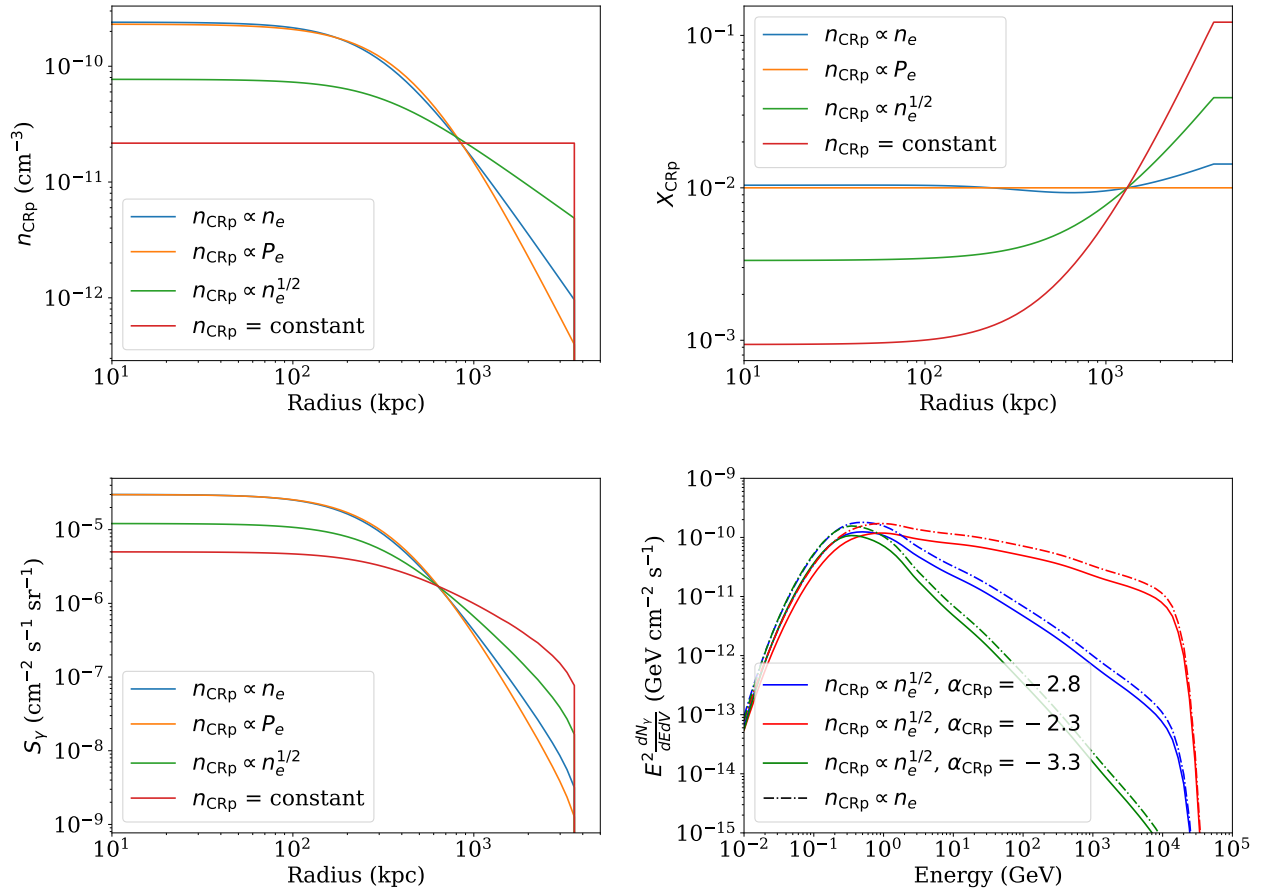 10⁻¹⁰
10⁻¹¹
10⁻¹²
n_CRp (cm⁻³)
n_CRp ∝ n_e
n_CRp ∝ P_e
n_CRp ∝ n_e^1/2
n_CRp = constant
10¹ 10² 10³
Radius (kpc)
10⁻¹
10⁻²
10⁻³
X_CRp
n_CRp ∝ n_e
n_CRp ∝ P_e
n_CRp ∝ n_e^1/2
n_CRp = constant
10¹ 10² 10³
Radius (kpc)
10⁻⁵
10⁻⁶
10⁻⁷
10⁻⁸
10⁻⁹
S_γ (cm⁻² s⁻¹ sr⁻¹)
n_CRp ∝ n_e
n_CRp ∝ P_e
n_CRp ∝ n_e^1/2
n_CRp = constant
10¹ 10² 10³
Radius (kpc)
10⁻⁹
10⁻¹⁰
10⁻¹¹
10⁻¹²
10⁻¹³
10⁻¹⁴
10⁻¹⁵
E² dN_γ/dEdV (GeV cm⁻² s⁻¹)
n_CRp ∝ n_e^1/2, α_CRp = − 2.8
n_CRp ∝ n_e^1/2, α_CRp = − 2.3
n_CRp ∝ n_e^1/2, α_CRp = − 3.3
n_CRp ∝ n_e
10⁻² 10⁻¹ 10⁰ 10¹ 10² 10³ 10⁴ 10⁵
Energy (GeV)